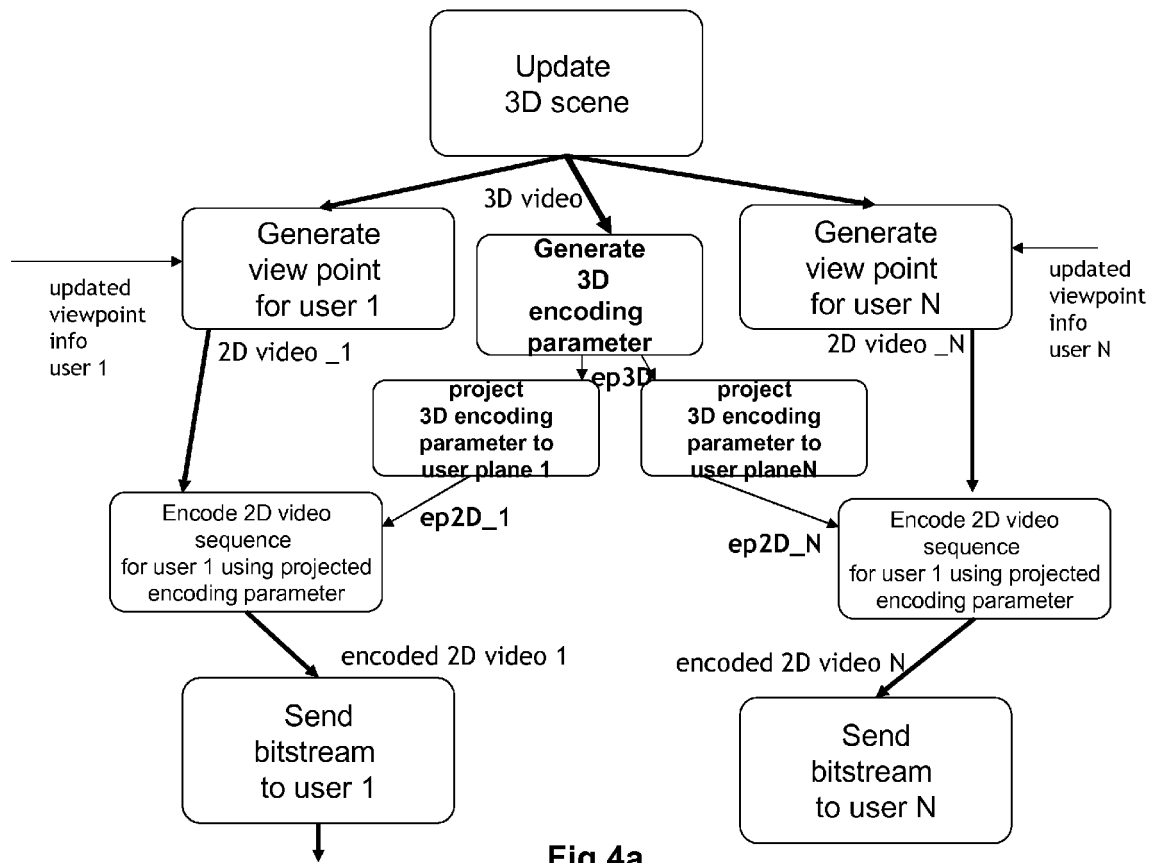 Update
3D scene
3D video
Generate
view point
for user 1
Generate
3D
encoding
parameter
Generate
view point
for user N
updated
viewpoint
info
user 1
updated
viewpoint
info
user N
2D video _1
2D video _N
ep3D
project
3D encoding
parameter to
user plane 1
project
3D encoding
parameter to
user planeN
ep2D_1
ep2D_N
Encode 2D video
sequence
for user 1 using projected
encoding parameter
Encode 2D video
sequence
for user 1 using projected
encoding parameter
encoded 2D video 1
encoded 2D video N
Send
bitstream
to user 1
Send
bitstream
to user N
Fig 4a